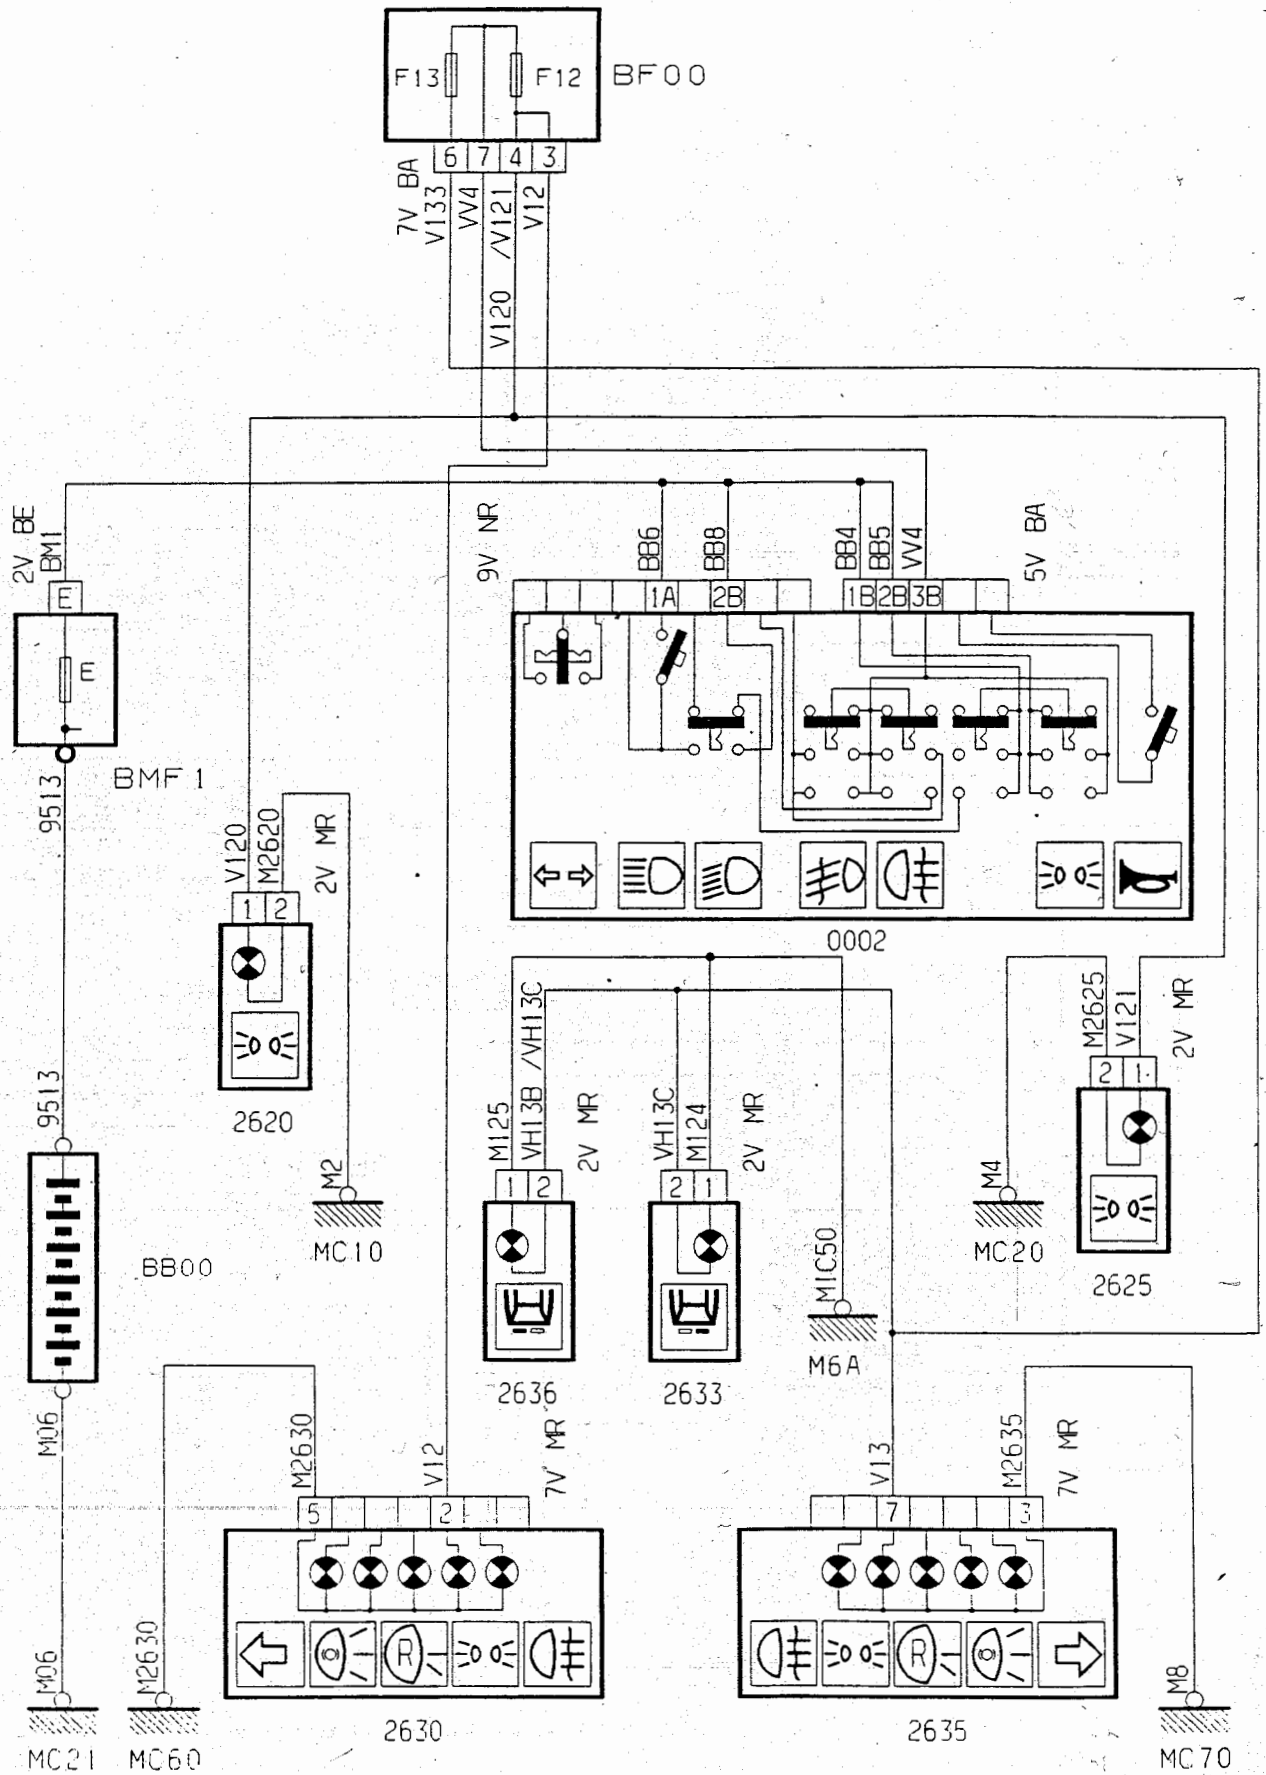 F13
F12
BF00
6
7
4
3
7V BA
V133
VV4
V120 /V121
V12
2V BE
BM1
E
E
BMF1
9513
9V NR
BB6
BB8
BB4
BB5
VV4
5V BA
1A
2B
1B
2B
3B
0002
V120
M2620
2V MR
1
2
2620
M2
MC10
9513
BB00
M06
M06
MC21
M125
VH13B /VH13C
2V MR
1
2
2636
VH13C
M124
2V MR
2
1
2633
M1C50
M6A
M2625
V121
2V MR
2
1
2625
M4
MC20
M2630
V12
7V MR
5
2
R
2630
M2630
MC60
V13
M2635
7V MR
7
3
R
2635
M8
MC70